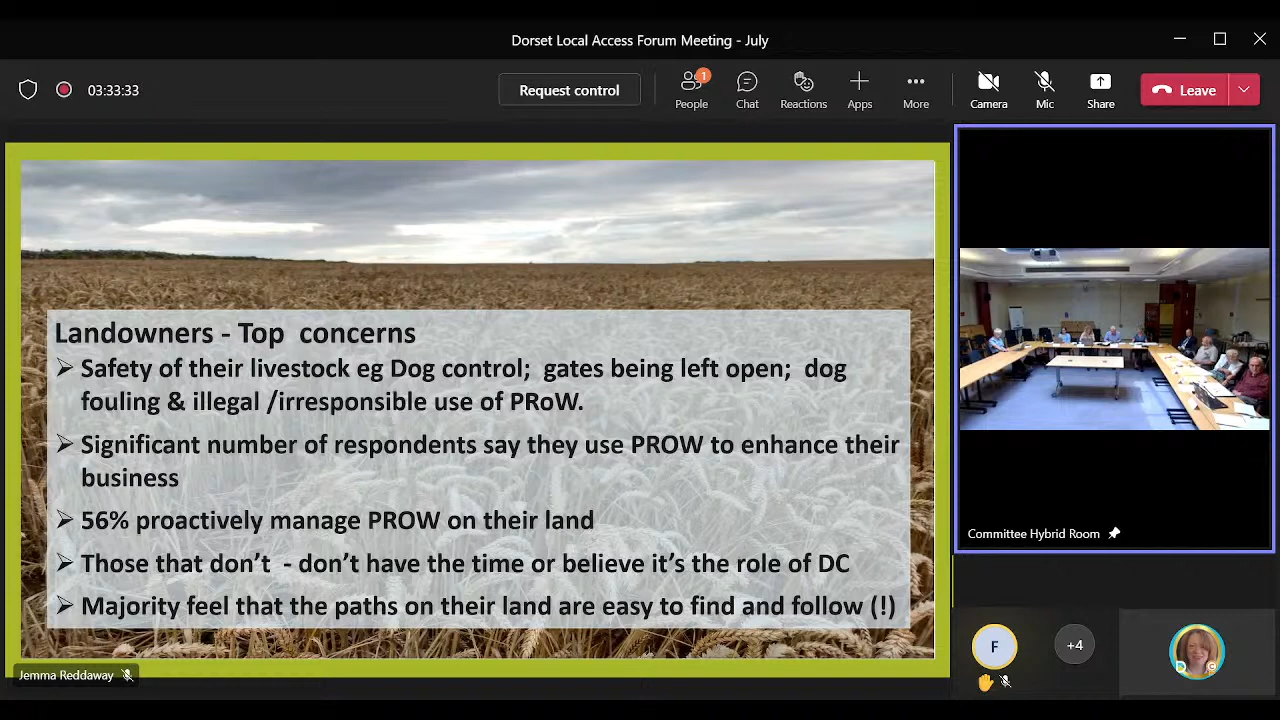 Dorset Local Access Forum Meeting - July
03:33:33
Request control
1
People
Chat
Reactions
Apps
More
Camera
Mic
Share
Leave
Landowners - Top concerns
Safety of their livestock eg Dog control; gates being left open; dog
fouling & illegal /irresponsible use of PRoW.
Significant number of respondents say they use PROW to enhance their
business
56% proactively manage PROW on their land
Those that don't - don't have the time or believe it's the role of DC
Majority feel that the paths on their land are easy to find and follow (!)
Jemma Reddaway
Committee Hybrid Room
F
+4
D C